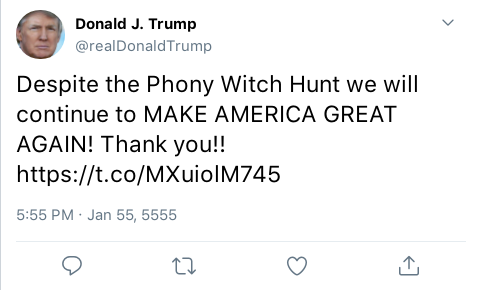 Donald J. Trump
@realDonaldTrump
Despite the Phony Witch Hunt we will
continue to MAKE AMERICA GREAT
AGAIN! Thank you!!
https://t.co/MXuiolM745
5:55 PM · Jan 55, 5555